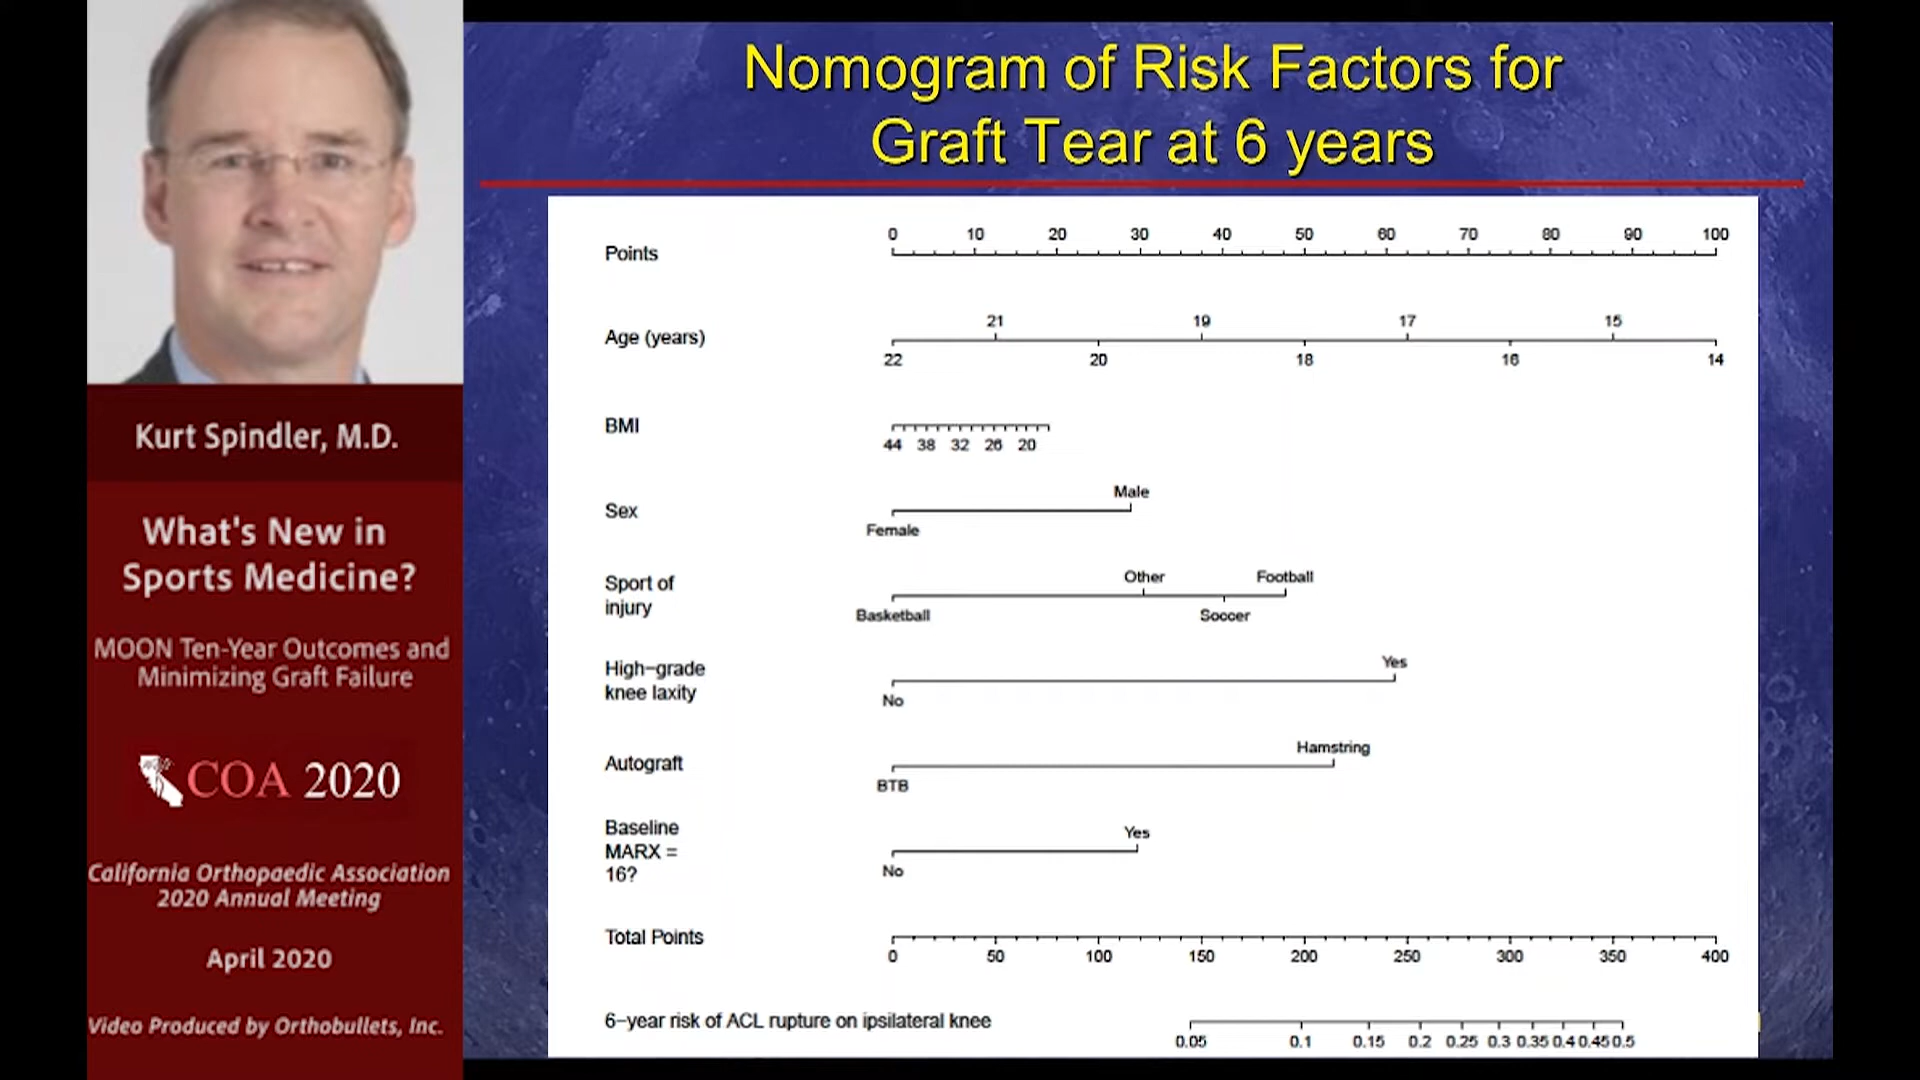 Nomogram of Risk Factors for
Graft Tear at 6 years
Kurt Spindler, M.D.
What's New in
Sports Medicine?
MOON Ten-Year Outcomes and
Minimizing Graft Failure
COA 2020
California Orthopaedic Association
2020 Annual Meeting
April 2020
Video Produced by Orthobullets, Inc.
0 10 20 30 40 50 60 70 80 90 100
Points
21 19 17 15
Age (years)
22 20 18 16 14
BMI
44 38 32 26 20
Male
Sex
Female
Other Football
Sport of
injury
Basketball Soccer
Yes
High-grade
knee laxity
No
Hamstring
Autograft
BTB
Yes
Baseline
MARX =
16?
No
Total Points
0 50 100 150 200 250 300 350 400
6-year risk of ACL rupture on ipsilateral knee
0.05 0.1 0.15 0.2 0.25 0.3 0.35 0.4 0.45 0.5